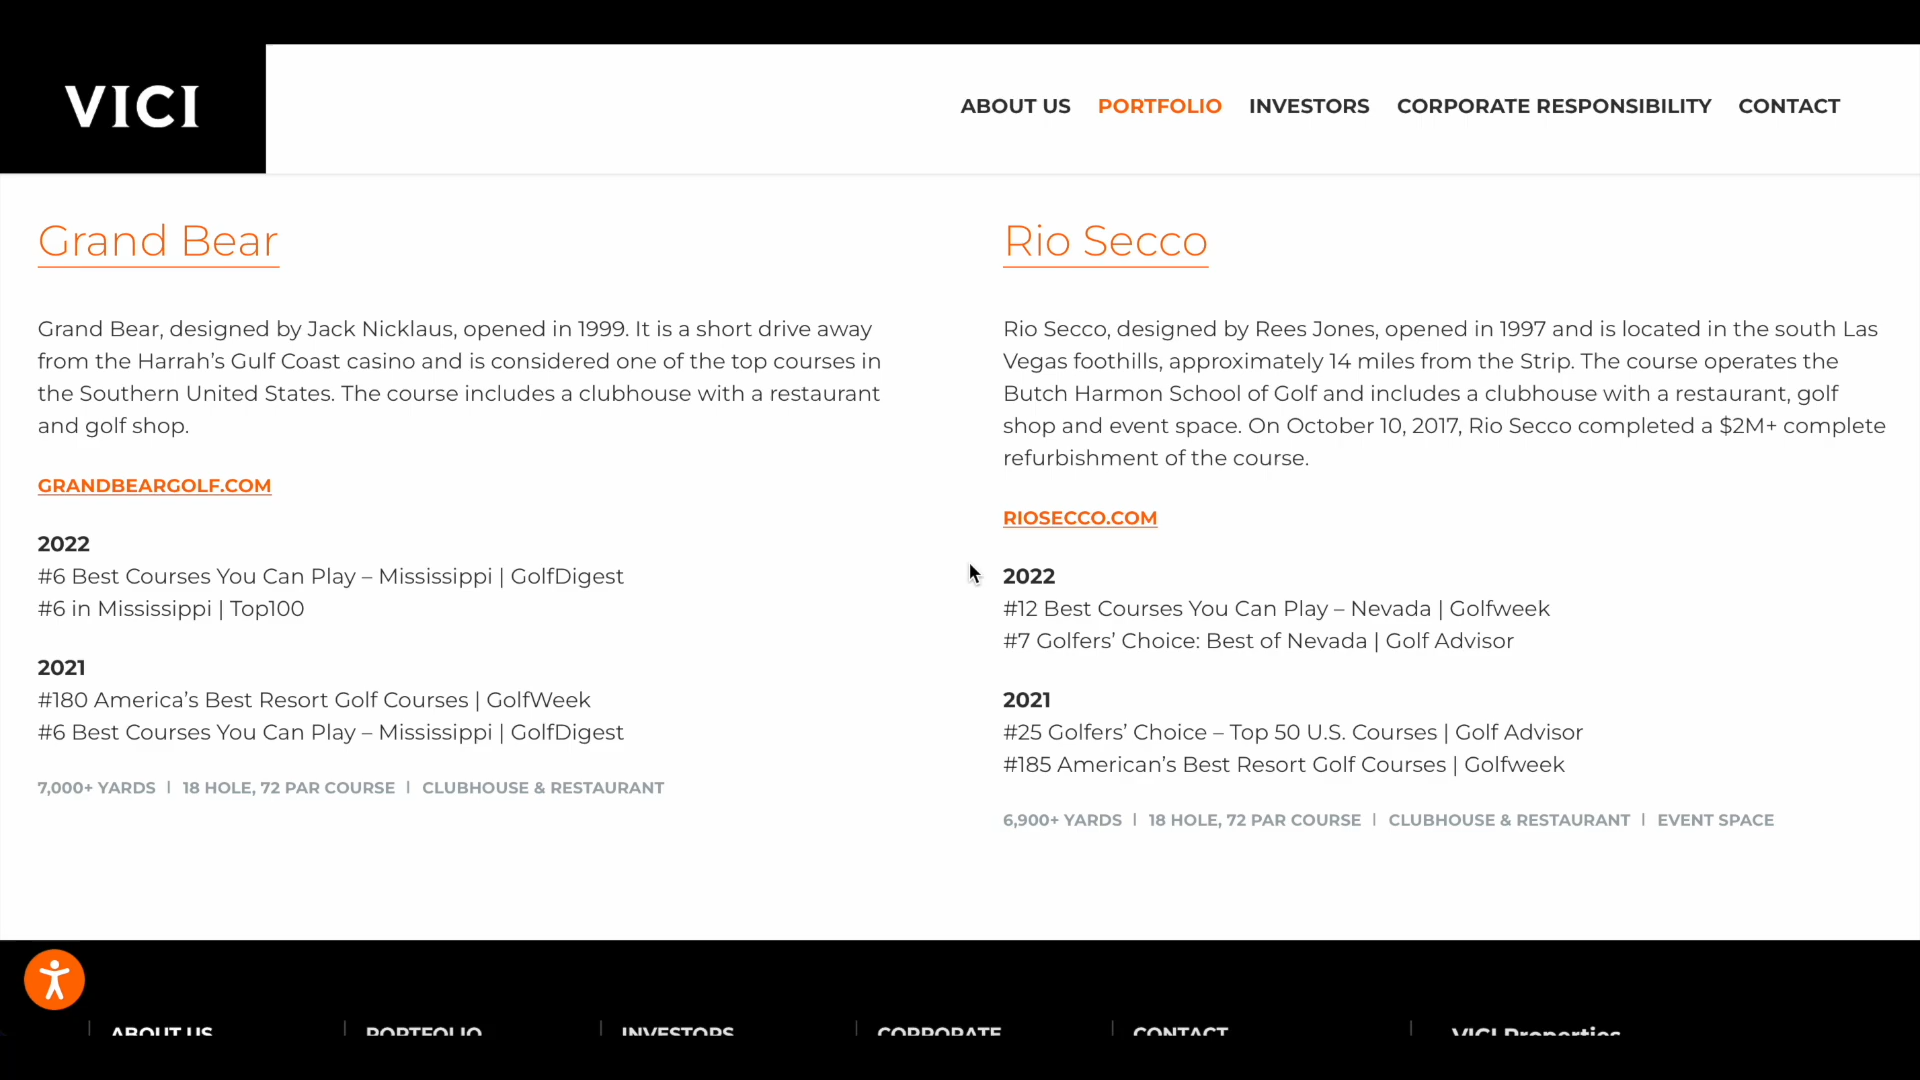 VICI
ABOUT US PORTFOLIO INVESTORS CORPORATE RESPONSIBILITY CONTACT
Grand Bear
Grand Bear, designed by Jack Nicklaus, opened in 1999. It is a short drive away
from the Harrah’s Gulf Coast casino and is considered one of the top courses in
the Southern United States. The course includes a clubhouse with a restaurant
and golf shop.
GRANDBEARGOLF.COM
2022
#6 Best Courses You Can Play – Mississippi | GolfDigest
#6 in Mississippi | Top100
2021
#180 America’s Best Resort Golf Courses | GolfWeek
#6 Best Courses You Can Play – Mississippi | GolfDigest
7,000+ YARDS | 18 HOLE, 72 PAR COURSE | CLUBHOUSE & RESTAURANT
Rio Secco
Rio Secco, designed by Rees Jones, opened in 1997 and is located in the south Las
Vegas foothills, approximately 14 miles from the Strip. The course operates the
Butch Harmon School of Golf and includes a clubhouse with a restaurant, golf
shop and event space. On October 10, 2017, Rio Secco completed a $2M+ complete
refurbishment of the course.
RIOSECCO.COM
2022
#12 Best Courses You Can Play – Nevada | Golfweek
#7 Golfers’ Choice: Best of Nevada | Golf Advisor
2021
#25 Golfers’ Choice – Top 50 U.S. Courses | Golf Advisor
#185 American’s Best Resort Golf Courses | Golfweek
6,900+ YARDS | 18 HOLE, 72 PAR COURSE | CLUBHOUSE & RESTAURANT | EVENT SPACE
ABOUT US PORTFOLIO INVESTORS CORPORATE CONTACT VICI Properties